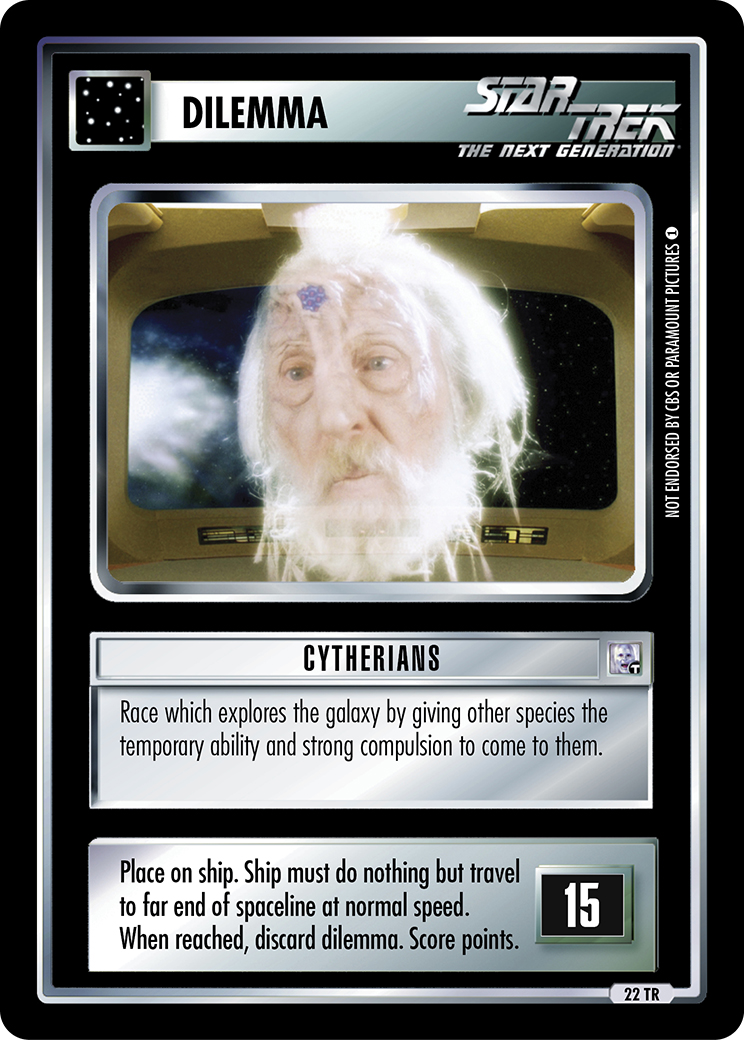 DILEMMA
STAR TREK
THE NEXT GENERATION
NOT ENDORSED BY CBS OR PARAMOUNT PICTURES 1
CYTHERIANS
T
Race which explores the galaxy by giving other species the
temporary ability and strong compulsion to come to them.
Place on ship. Ship must do nothing but travel
to far end of spaceline at normal speed.
When reached, discard dilemma. Score points.
15
22 TR